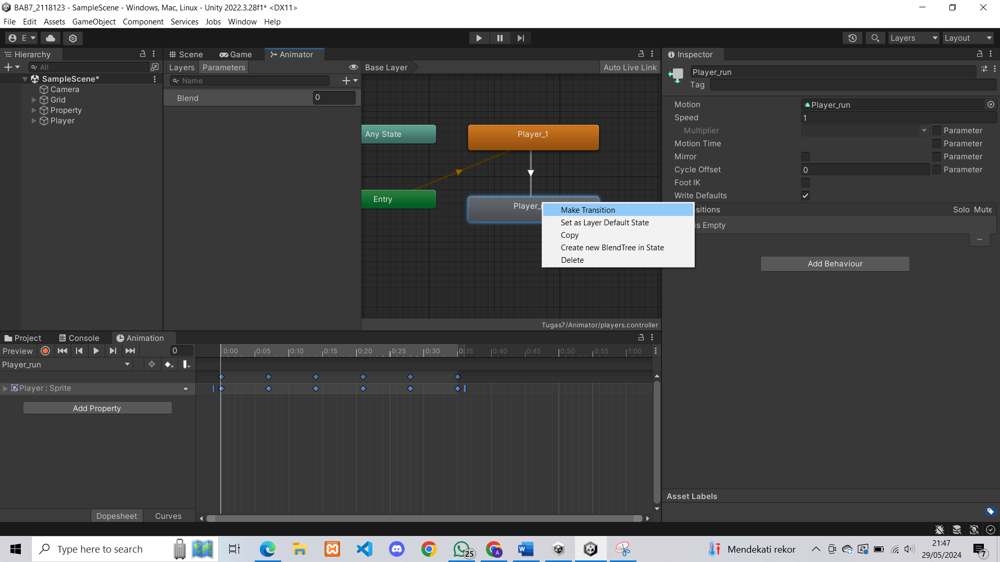 BAB7_2118123 - SampleScene - Windows, Mac, Linux - Unity 2022.3.28f1* <DX11>
File Edit Assets GameObject Component Services Jobs Window Help
E Layers Layout
Hierarchy
All
SampleScene*
Camera
Grid
Property
Player
Scene Game Animator
Layers Parameters Base Layer Auto Live Link
Name
Blend 0
Any State
Player_1
Entry
Player_
Make Transition
Set as Layer Default State
Copy
Create new BlendTree in State
Delete
Tugas7/Animator/players.controller
Inspector
Player_run
Tag
Motion Player_run
Speed 1
Multiplier Parameter
Motion Time Parameter
Mirror Parameter
Cycle Offset 0 Parameter
Foot IK
Write Defaults
sitions Solo Mute
is Empty
Add Behaviour
Asset Labels
Project Console Animation
Preview 0
0:00 0:05 0:10 0:15 0:20 0:25 0:30 0:35 0:40 0:45 0:50 0:55 1:00
Player_run
Player : Sprite
Add Property
Dopesheet Curves
Type here to search
25
Mendekati rekor
21:47
29/05/2024
7